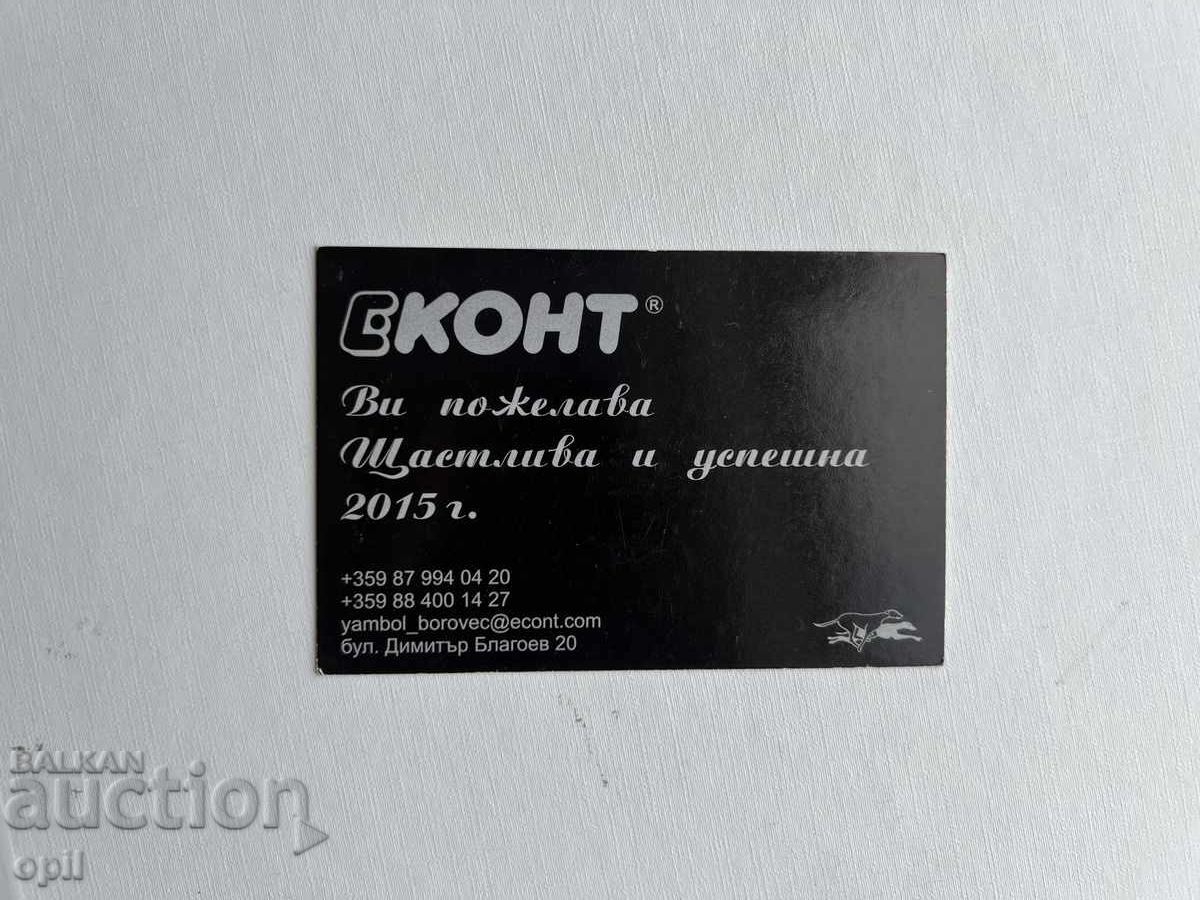 ЕКОНТ®
Ви пожелава
Щастлива и успешна
2015 г.
+359 87 994 04 20
+359 88 400 14 27
yambol_borovec@econt.com
бул. Димитър Благоев 20
BALKAN
auction
opil